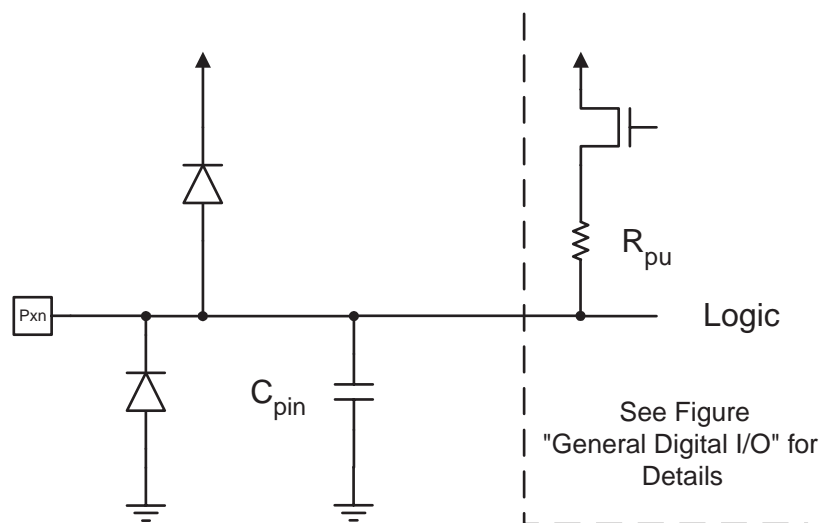 R_pu
Pxn
Logic
C_pin
See Figure
"General Digital I/O" for
Details